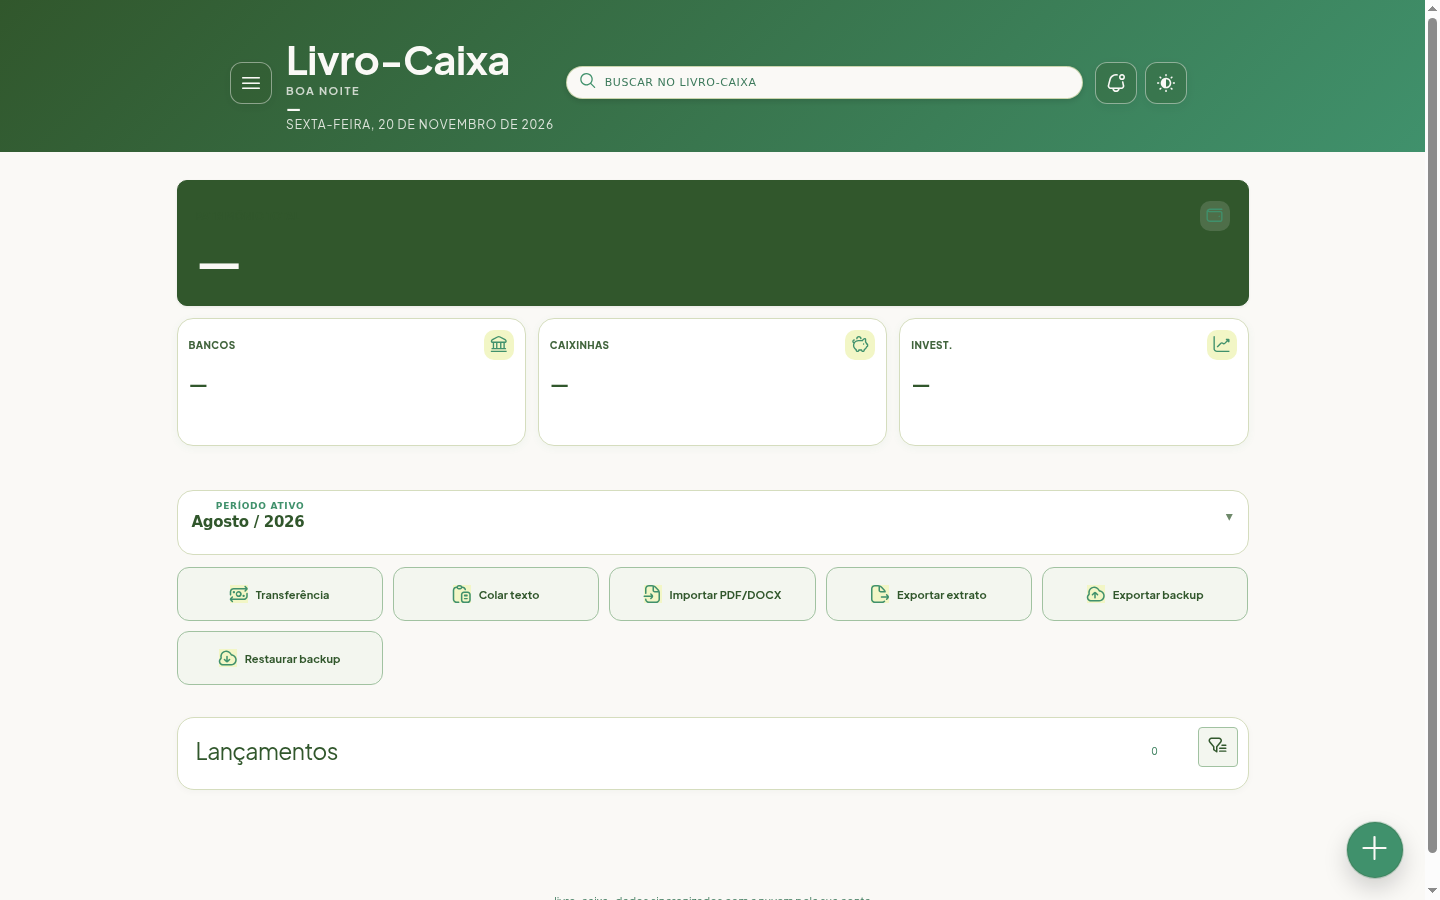 Livro-Caixa
BOA NOITE
—
SEXTA-FEIRA, 20 DE NOVEMBRO DE 2026
BUSCAR NO LIVRO-CAIXA
—
BANCOS
—
CAIXINHAS
—
INVEST.
—
PERÍODO ATIVO
Agosto / 2026
▼
Transferência
Colar texto
Importar PDF/DOCX
Exportar extrato
Exportar backup
Restaurar backup
Lançamentos
0